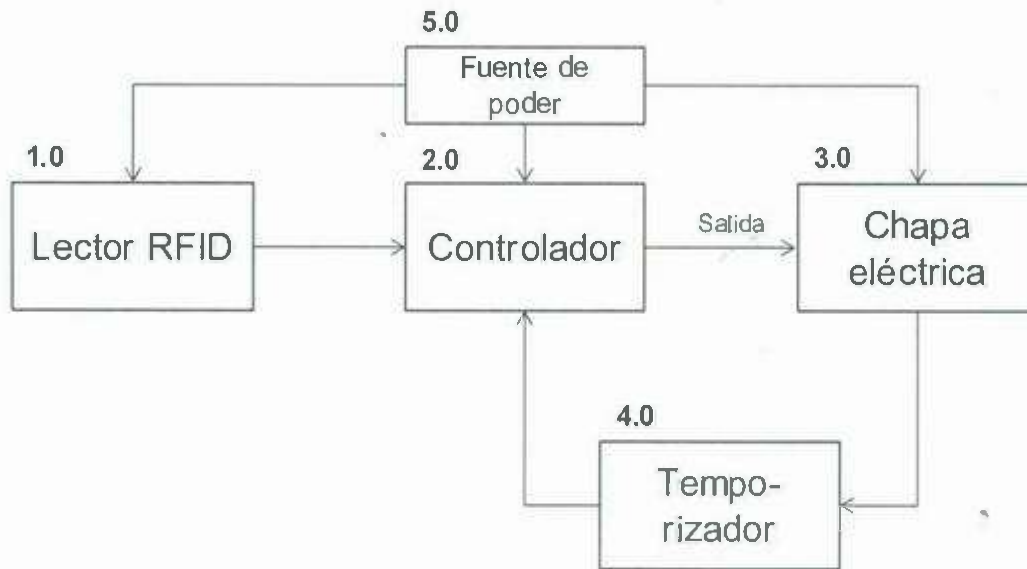 5.0
Fuente de
poder
1.0
2.0
3.0
Lector RFID
Controlador
Salida
Chapa
eléctrica
4.0
Tempo-
rizador